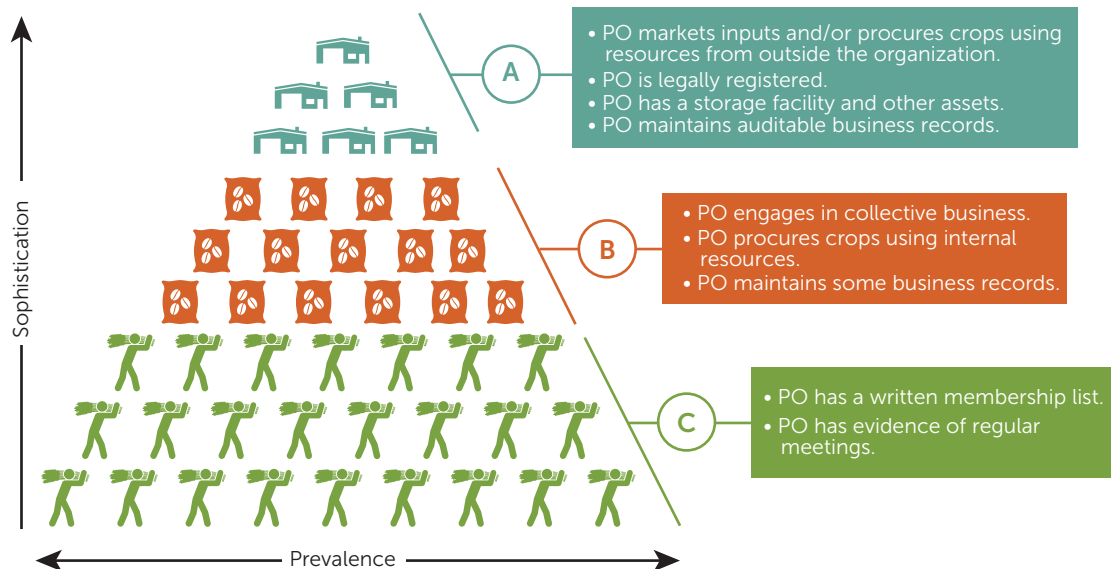 Sophistication
A
• PO markets inputs and/or procures crops using
resources from outside the organization.
• PO is legally registered.
• PO has a storage facility and other assets.
• PO maintains auditable business records.
B
• PO engages in collective business.
• PO procures crops using internal
resources.
• PO maintains some business records.
C
• PO has a written membership list.
• PO has evidence of regular
meetings.
Prevalence